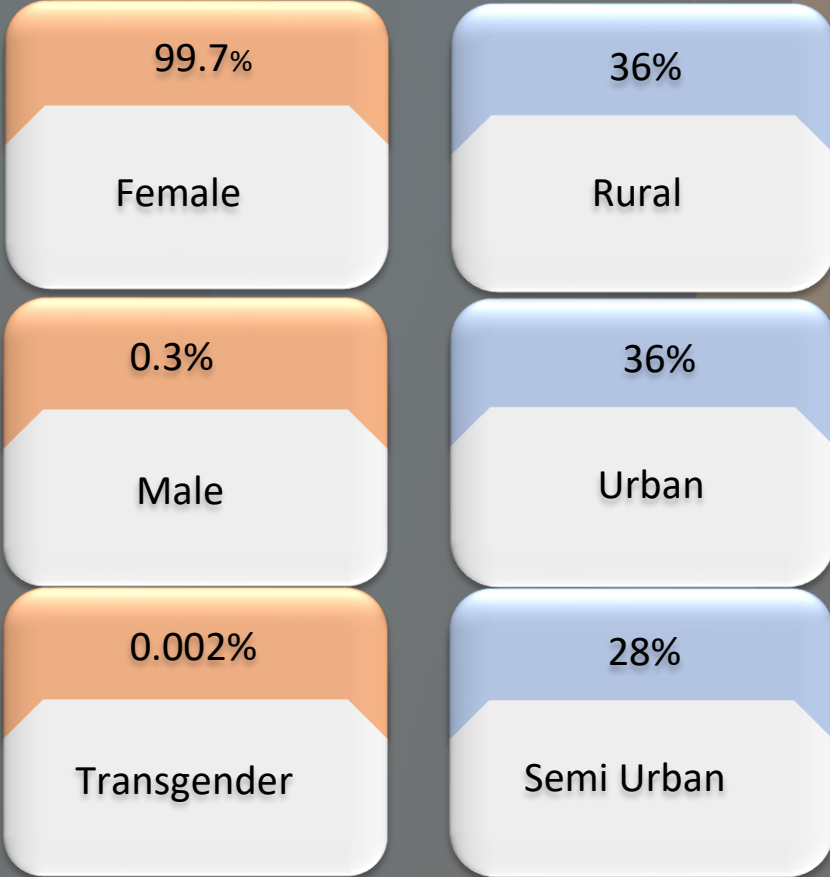 99.7%
Female
0.3%
Male
0.002%
Transgender
36%
Rural
36%
Urban
28%
Semi Urban